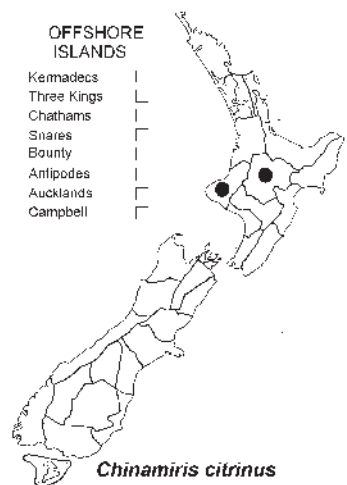 OFFSHORE
ISLANDS
Kermadecs
Three Kings
Chathams
Snares
Bounty
Antipodes
Aucklands
Campbell
Chinamiris citrinus